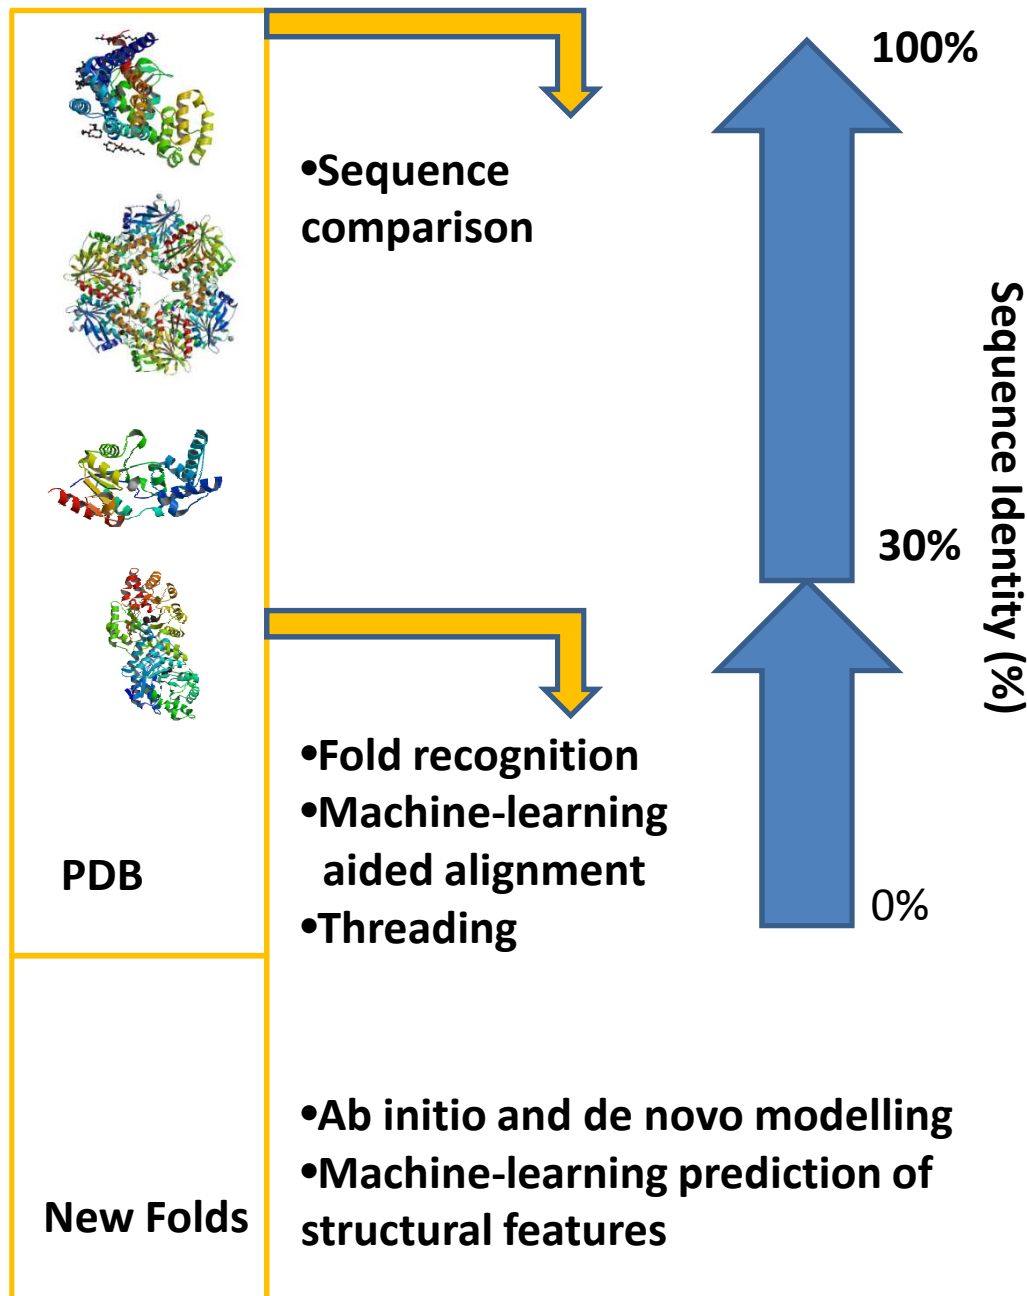 100%
•Sequence
comparison
Sequence Identity (%)
30%
•Fold recognition
•Machine-learning
aided alignment
•Threading
PDB
0%
•Ab initio and de novo modelling
•Machine-learning prediction of
structural features
New Folds